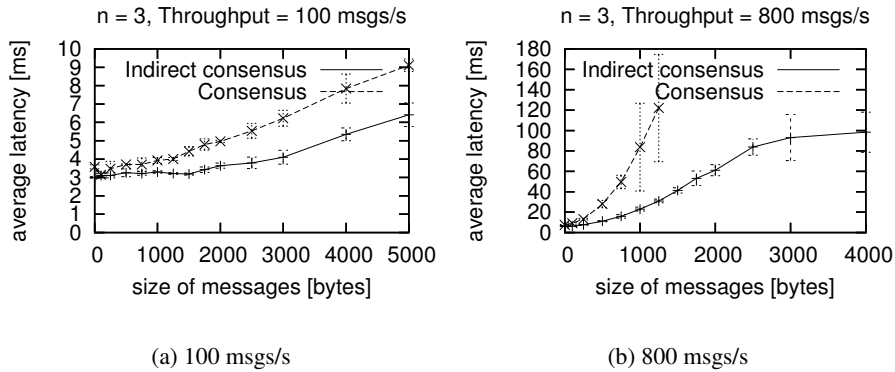 n = 3, Throughput = 100 msgs/s
10
9
8
7
6
5
4
3
2
1
0
average latency [ms]
Indirect consensus
Consensus
0 1000 2000 3000 4000 5000
size of messages [bytes]
(a) 100 msgs/s
n = 3, Throughput = 800 msgs/s
180
160
140
120
100
80
60
40
20
0
average latency [ms]
Indirect consensus
Consensus
0 1000 2000 3000 4000
size of messages [bytes]
(b) 800 msgs/s